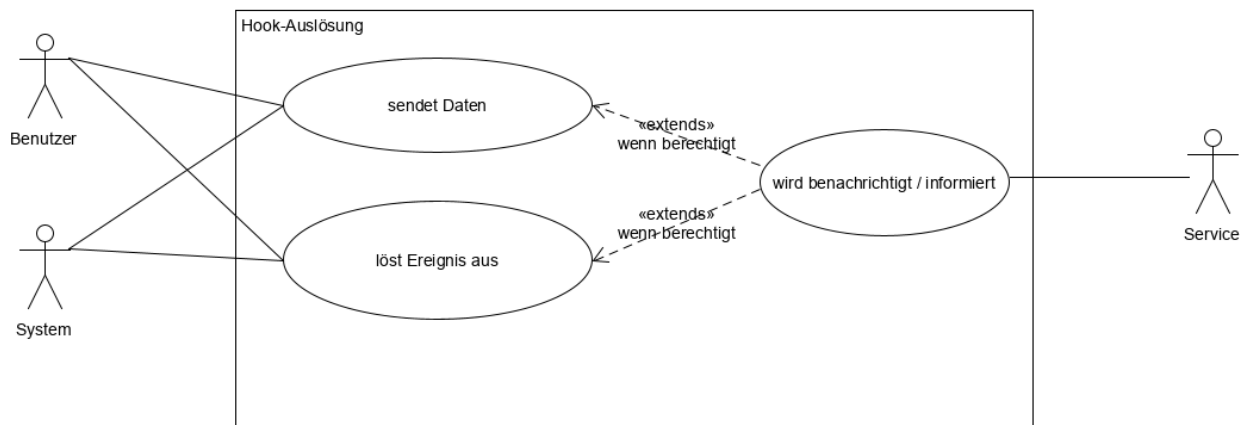 Hook-Auslösung
Benutzer
sendet Daten
«extends»
wenn berechtigt
wird benachrichtigt / informiert
«extends»
wenn berechtigt
Service
löst Ereignis aus
System